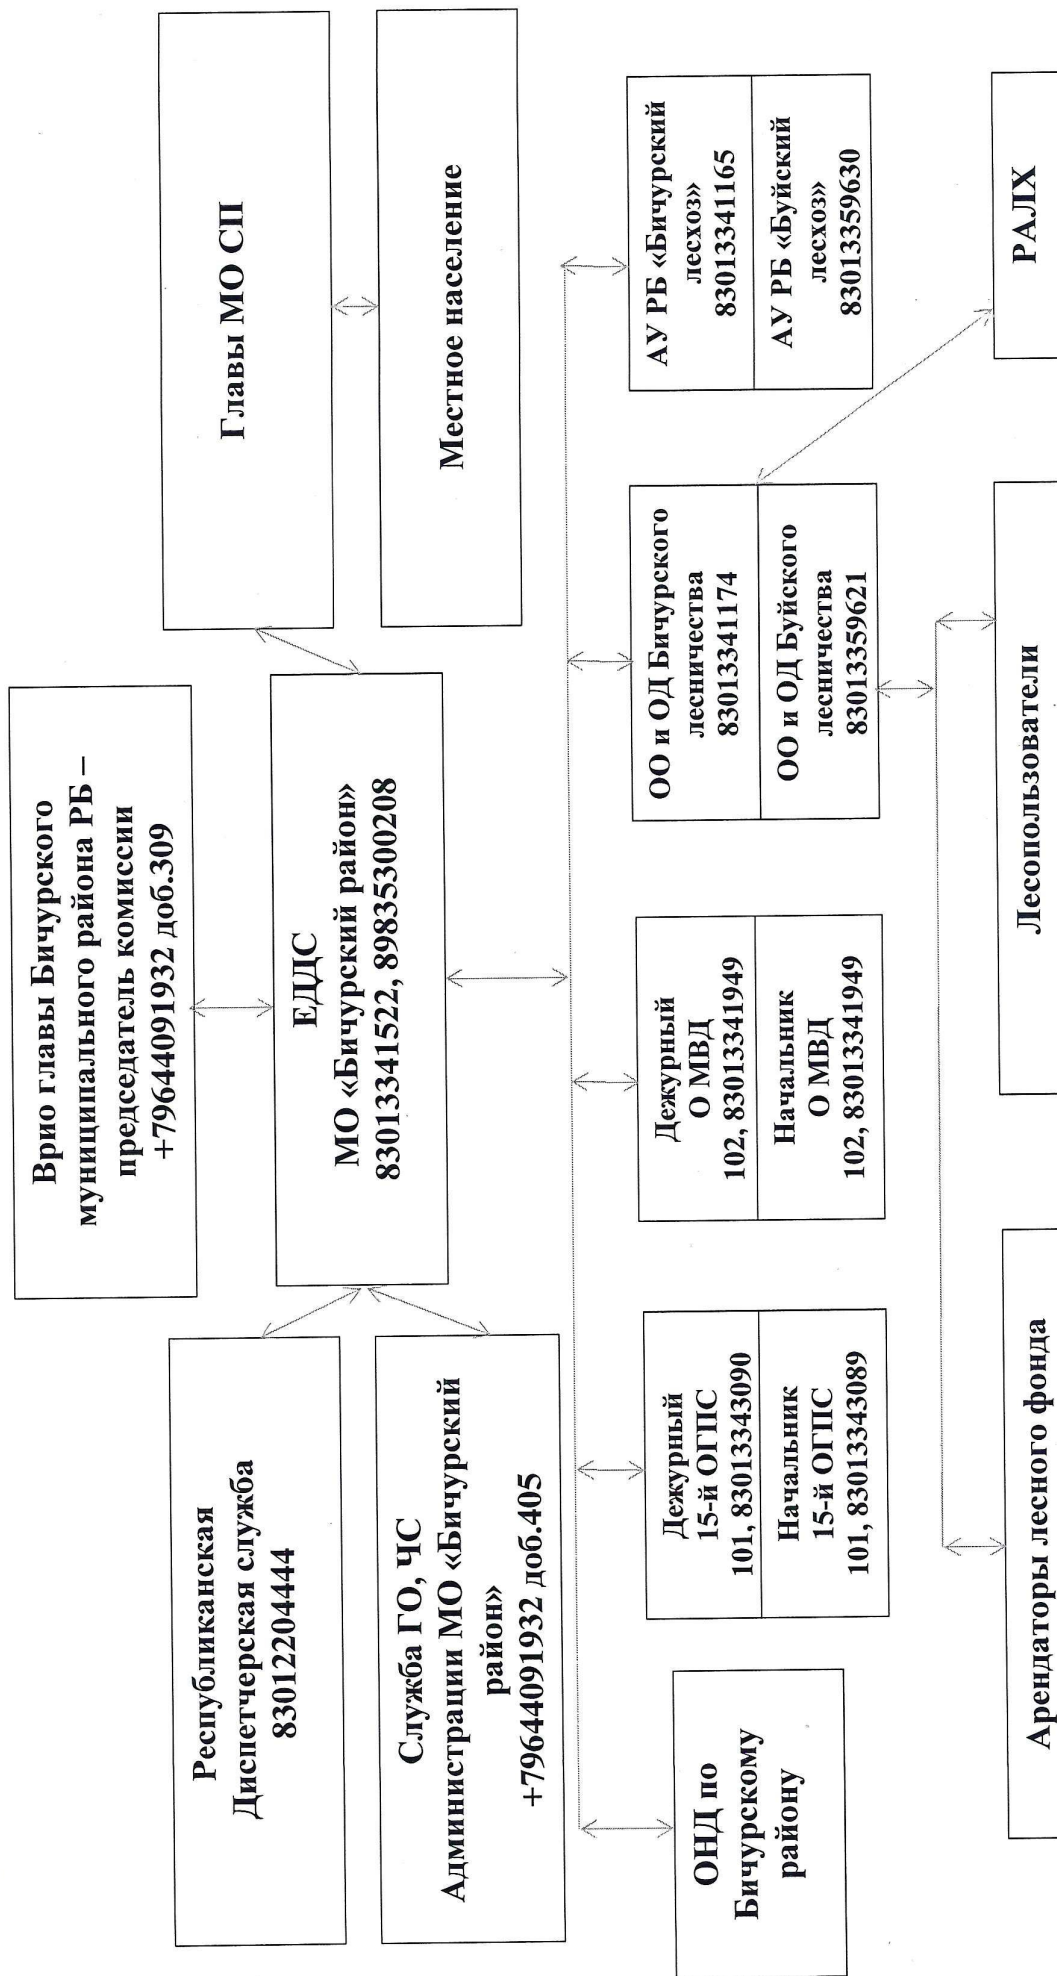 Врио главы Бичурского
муниципального района РБ –
председатель комиссии
+79644091932 доб.309
Республиканская
Диспетчерская служба
83012204444
ЕДДС
МО «Бичурский район»
83013341522, 89835300208
Главы МО СП
Служба ГО, ЧС
Администрации МО «Бичурский
район»
+79644091932 доб.405
Местное население
ОНД по
Бичурскому
району
Дежурный
15-й ОГПС
101, 83013343090
Начальник
15-й ОГПС
101, 83013343089
Дежурный
О МВД
102, 83013341949
Начальник
О МВД
102, 83013341949
ОО и ОД Бичурского
лесничества
83013341174
ОО и ОД Буйского
лесничества
83013359621
АУ РБ «Бичурский
лесхоз»
83013341165
АУ РБ «Буйский
лесхоз»
83013359630
Арендаторы лесного фонда
Лесопользователи
РАЛХ